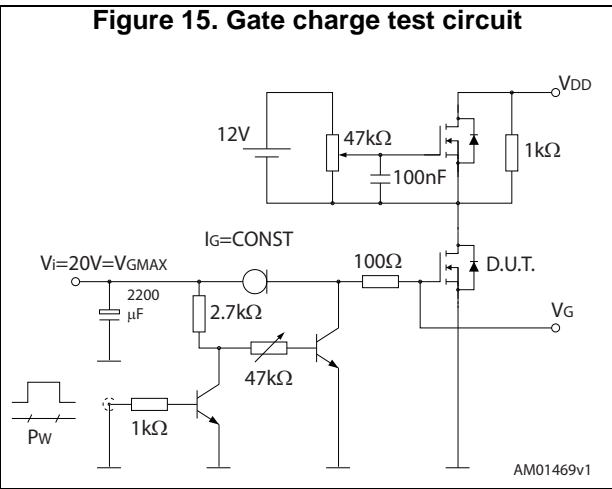 Figure 15. Gate charge test circuit
VDD
12V
47kΩ
1kΩ
100nF
IG=CONST
Vi=20V=VGMAX
100Ω
D.U.T.
2200
μF
2.7kΩ
VG
47kΩ
1kΩ
PW
AM01469v1